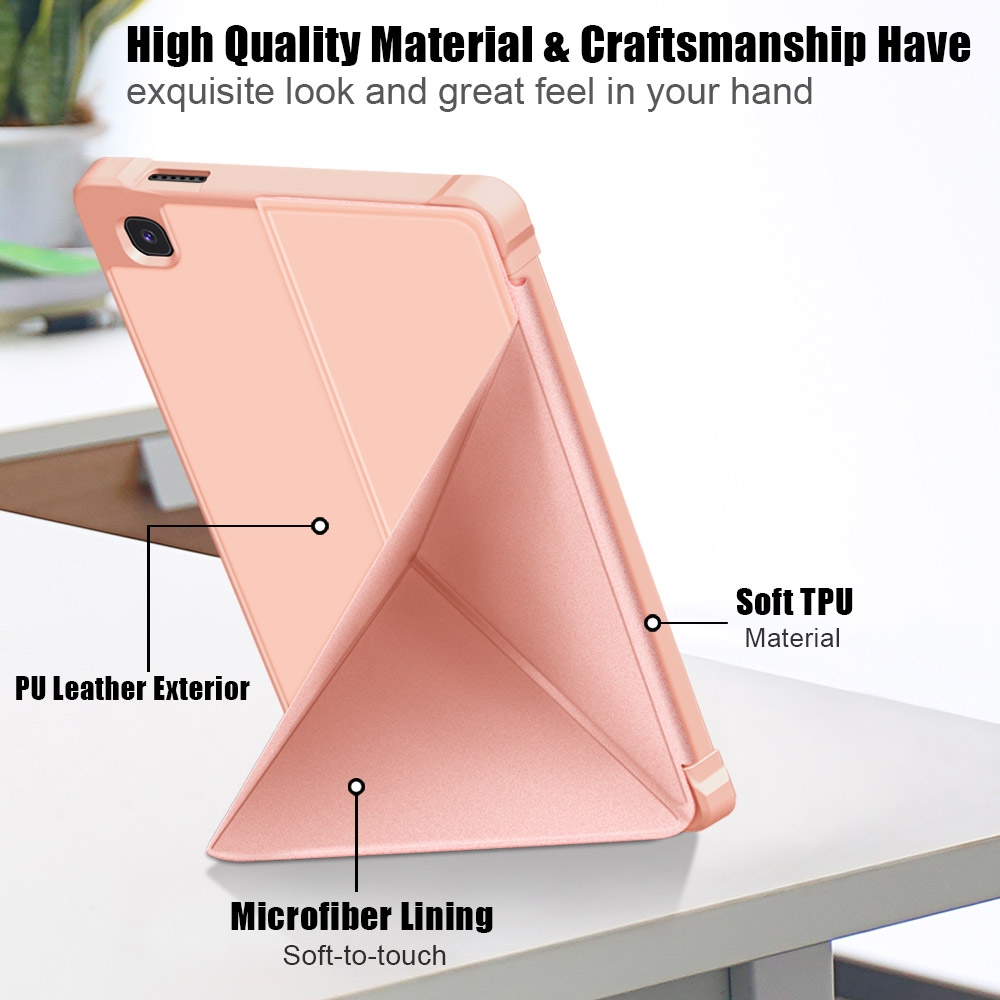 High Quality Material & Craftsmanship Have
exquisite look and great feel in your hand
Soft TPU
Material
PU Leather Exterior
Microfiber Lining
Soft-to-touch